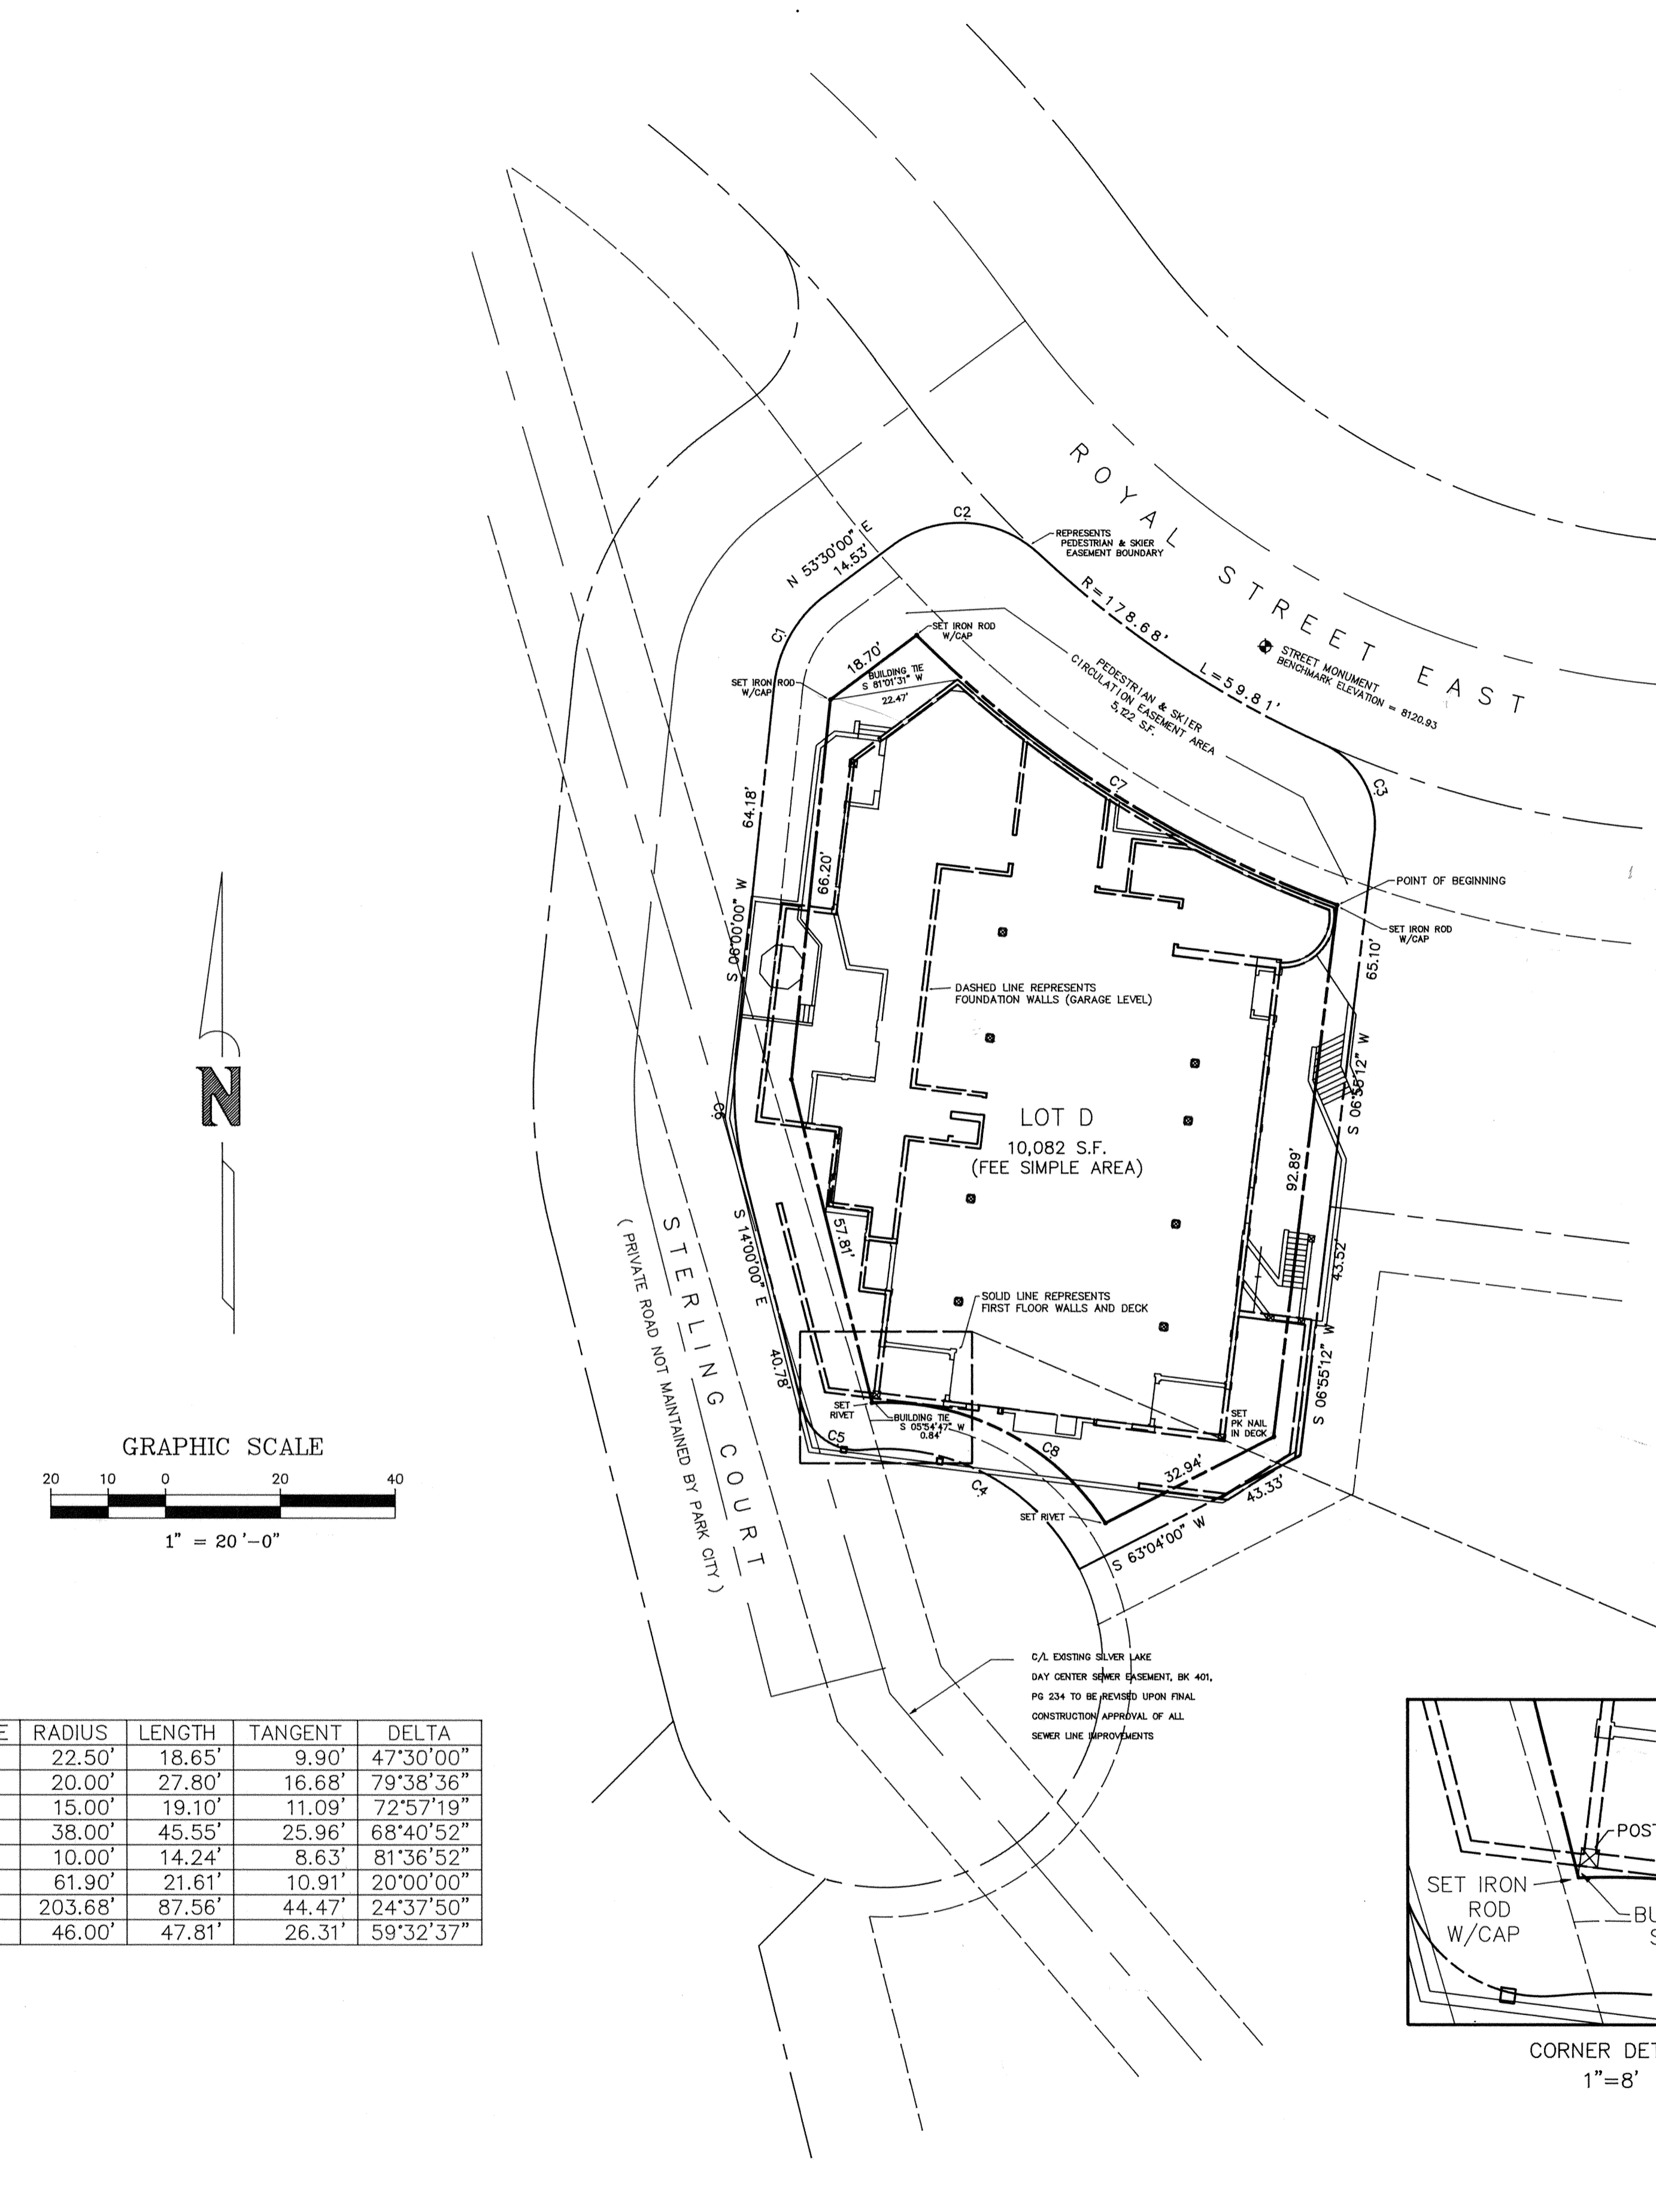 ROYAL STREET EAST
C2
REPRESENTS
PEDESTRIAN & SKIER
EASEMENT BOUNDARY
N 53°30'00" E
14.53'
R=178.68'
L=59.81'
C1
SET IRON ROD
W/CAP
18.70'
BUILDING TIE
S 81°01'31" W
22.47'
SET IRON ROD
W/CAP
STREET MONUMENT
BENCHMARK ELEVATION = 8120.93
PEDESTRIAN & SKIER
CIRCULATION EASEMENT AREA
5,122 S.F.
C7
C3
64.18'
66.20'
S 06°00'00" W
POINT OF BEGINNING
SET IRON ROD
W/CAP
65.10'
DASHED LINE REPRESENTS
FOUNDATION WALLS (GARAGE LEVEL)
S 06°55'12" W
N
C6
LOT D
10,082 S.F.
(FEE SIMPLE AREA)
92.89'
57.81'
43.52'
S 14°00'00" E
STERLING COURT
( PRIVATE ROAD NOT MAINTAINED BY PARK CITY )
SOLID LINE REPRESENTS
FIRST FLOOR WALLS AND DECK
S 06°55'12" W
40.78'
SET
RIVET
BUILDING TIE
S 05°54'47" W
0.84'
SET
PK NAIL
IN DECK
C5
C8
C4
32.94'
43.33'
SET RIVET
S 63°04'00" W
GRAPHIC SCALE
20 10 0 20 40
1" = 20'-0"
C/L EXISTING SILVER LAKE
DAY CENTER SEWER EASEMENT, BK 401,
PG 234 TO BE REVISED UPON FINAL
CONSTRUCTION APPROVAL OF ALL
SEWER LINE IMPROVEMENTS
E RADIUS LENGTH TANGENT DELTA
22.50' 18.65' 9.90' 47°30'00"
20.00' 27.80' 16.68' 79°38'36"
15.00' 19.10' 11.09' 72°57'19"
38.00' 45.55' 25.96' 68°40'52"
10.00' 14.24' 8.63' 81°36'52"
61.90' 21.61' 10.91' 20°00'00"
203.68' 87.56' 44.47' 24°37'50"
46.00' 47.81' 26.31' 59°32'37"
POST
SET IRON
ROD
W/CAP
BU
S
CORNER DET
1"=8'